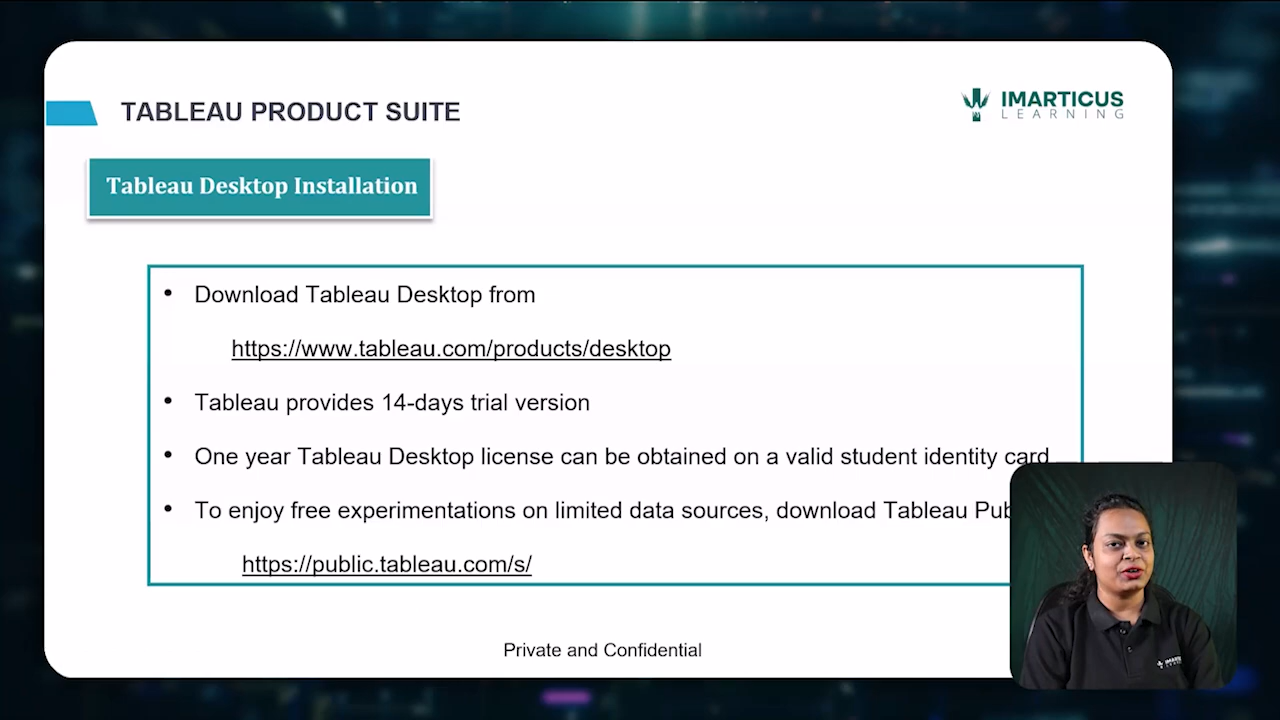 TABLEAU PRODUCT SUITE
IMARTICUS
LEARNING
Tableau Desktop Installation
• Download Tableau Desktop from
https://www.tableau.com/products/desktop
• Tableau provides 14-days trial version
• One year Tableau Desktop license can be obtained on a valid student identity card
• To enjoy free experimentations on limited data sources, download Tableau
https://public.tableau.com/s/
Private and Confidential